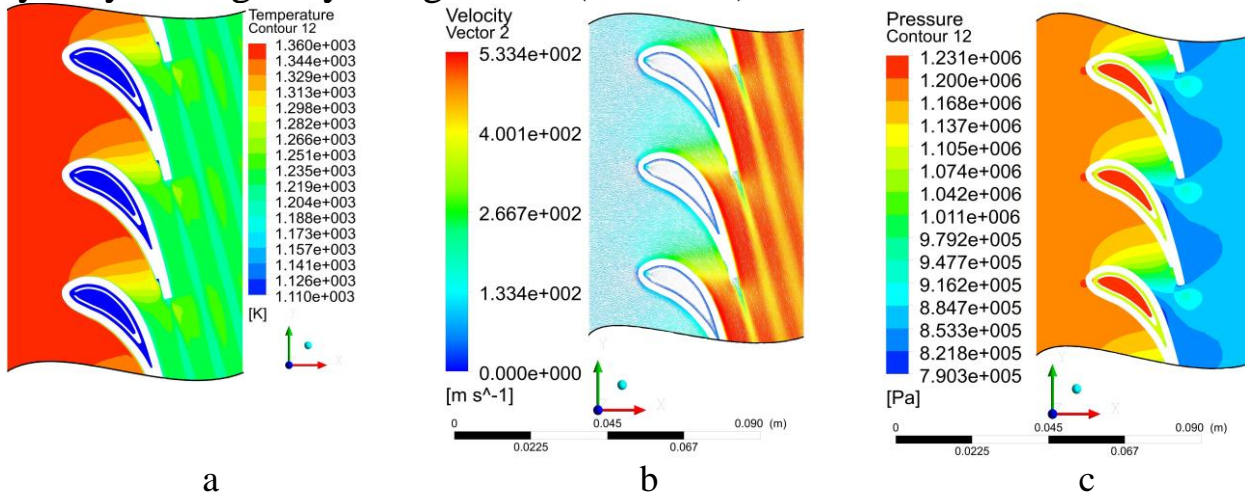 Temperature
Contour 12
1.360e+003
1.344e+003
1.329e+003
1.313e+003
1.298e+003
1.282e+003
1.266e+003
1.251e+003
1.235e+003
1.219e+003
1.204e+003
1.188e+003
1.173e+003
1.157e+003
1.141e+003
1.126e+003
1.110e+003
[K]
X
Velocity
Vector 2
5.334e+002
4.001e+002
2.667e+002
1.334e+002
0.000e+000
[m s^-1]
Y
X
0 0.045 0.090 (m)
0.0225 0.067
Pressure
Contour 12
1.231e+006
1.200e+006
1.168e+006
1.137e+006
1.105e+006
1.074e+006
1.042e+006
1.011e+006
9.792e+005
9.477e+005
9.162e+005
8.847e+005
8.533e+005
8.218e+005
7.903e+005
[Pa]
Y
X
0 0.045 0.090 (m)
0.0225 0.067
a b c